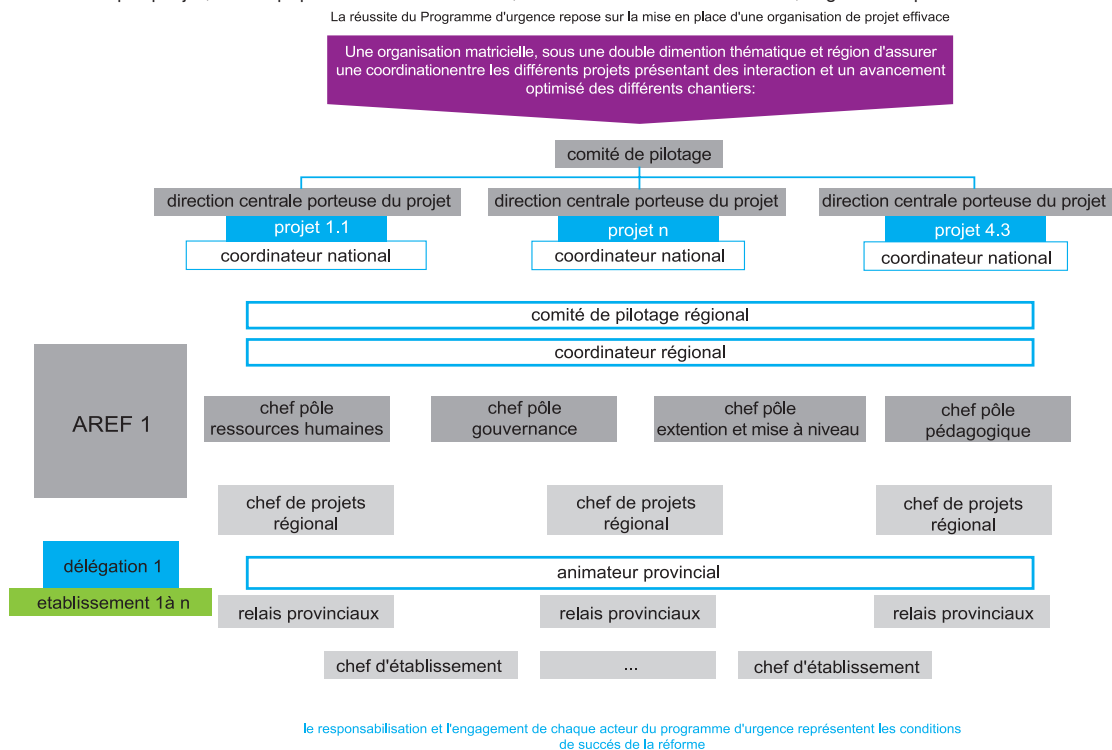 La réussite du Programme d'urgence repose sur la mise en place d'une organisation de projet effivace
Une organisation matricielle, sous une double dimention thématique et région d'assurer
une coordinationentre les différents projets présentant des interaction et un avancement
optimisé des différents chantiers:
comité de pilotage
direction centrale porteuse du projet
direction centrale porteuse du projet
direction centrale porteuse du projet
projet 1.1
projet n
projet 4.3
coordinateur national
coordinateur national
coordinateur national
comité de pilotage régional
coordinateur régional
AREF 1
chef pôle
ressources humaines
chef pôle
gouvernance
chef pôle
extention et mise à niveau
chef pôle
pédagogique
chef de projets
régional
chef de projets
régional
chef de projets
régional
délégation 1
animateur provincial
etablissement 1à n
relais provinciaux
relais provinciaux
relais provinciaux
chef d'établissement
...
chef d'établissement
le responsabilisation et l'engagement de chaque acteur du programme d'urgence représentent les conditions
de succés de la réforme